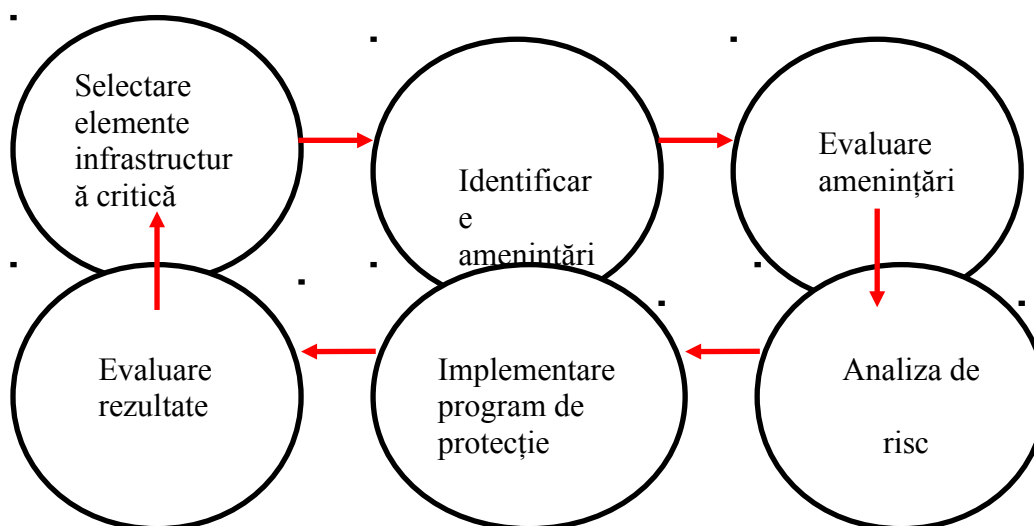 Selectare
elemente
infrastructur
ă critică
Identificar
e
amenințări
Evaluare
amenințări
Evaluare
rezultate
Implementare
program de
protecție
Analiza de
risc